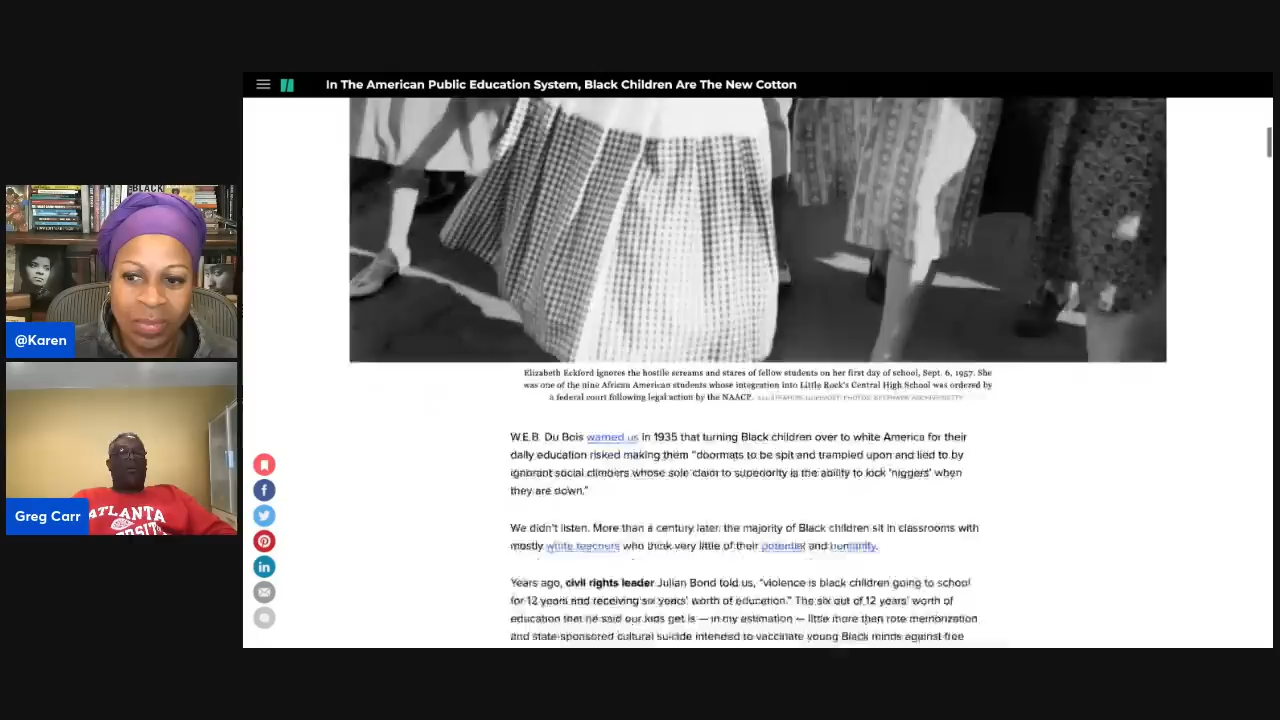 In The American Public Education System, Black Children Are The New Cotton
BLACK
@Karen
Greg Carr
ATLANTA
Elizabeth Eckford ignores the hostile screams and stares of fellow students on her first day of school, Sept. 6, 1957. She
was one of the nine African American students whose integration into Little Rock's Central High School was ordered by
a federal court following legal action by the NAACP.
W.E.B. Du Bois warned us in 1935 that turning Black children over to white America for their
daily education risked making them "doormats to be spit and trampled upon and lied to by
ignorant social climbers whose sole claim to superiority is the ability to kick 'niggers' when
they are down."
We didn't listen. More than a century later, the majority of Black children sit in classrooms with
mostly white teachers who think very little of their potential and humanity.
Years ago, civil rights leader Julian Bond told us, "violence is black children going to school
for 12 years and receiving six years' worth of education." The six out of 12 years' worth of
education that he said our kids get is — in my estimation — little more than rote memorization
and state-sponsored cultural suicide intended to vaccinate young Black minds against free